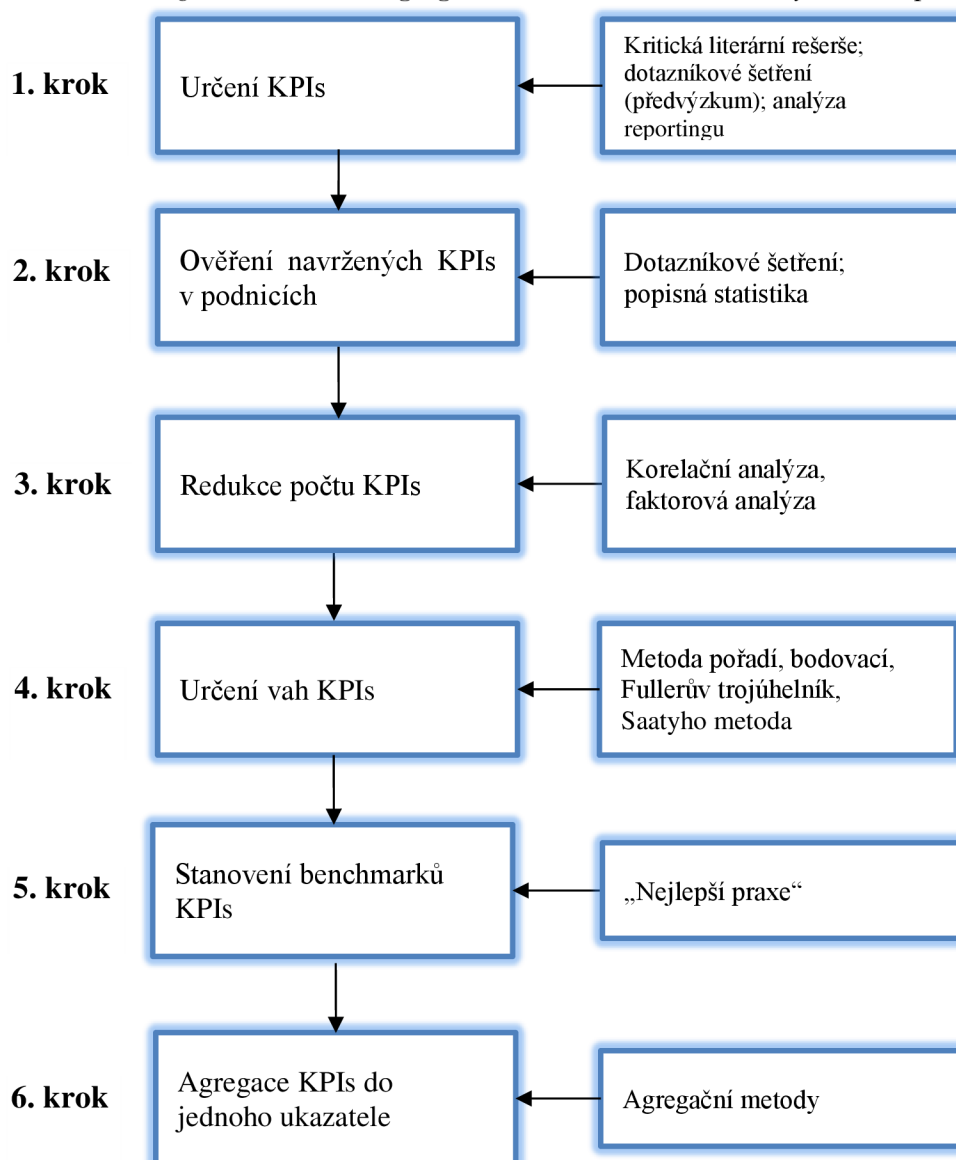 1. krok
Určení KPIs
Kritická literární rešerše;
dotazníkové šetření
(předvýzkum); analýza
reportingu
2. krok
Ověření navržených KPIs
v podnicích
Dotazníkové šetření;
popisná statistika
3. krok
Redukce počtu KPIs
Korelační analýza,
faktorová analýza
4. krok
Určení vah KPIs
Metoda pořadí, bodovací,
Fullerův trojúhelník,
Saatyho metoda
5. krok
Stanovení benchmarků
KPIs
„Nejlepší praxe“
6. krok
Agregace KPIs do
jednoho ukazatele
Agregační metody